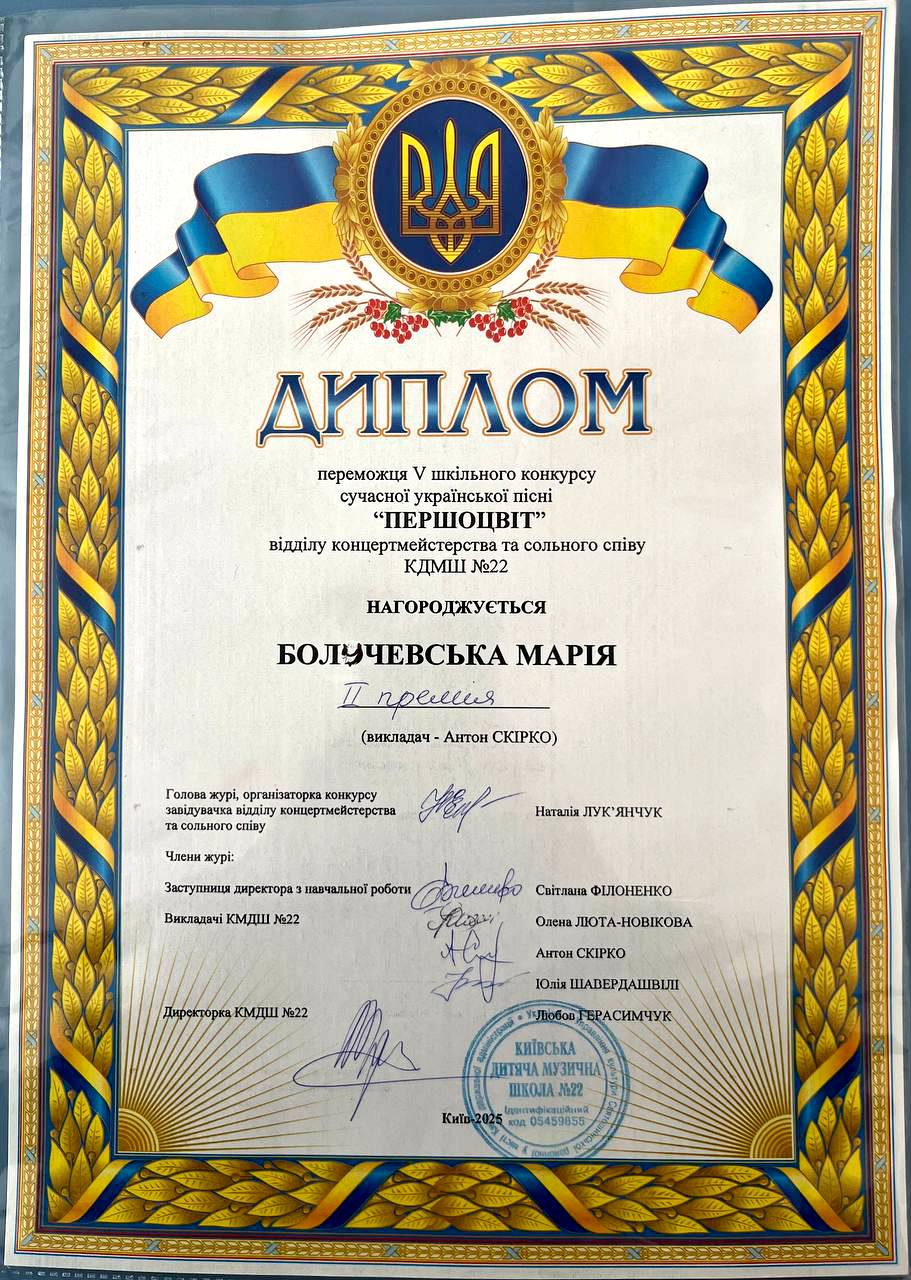 ДИПЛОМ
переможця V шкільного конкурсу
сучасної української пісні
“ПЕРШОЦВІТ”
відділу концертмейстерства та сольного співу
КДМШ №22
НАГОРОДЖУЄТЬСЯ
МАРІЯ
II премія
(викладач - Антон СКІРКО)
Голова журі, організаторка конкурсу
завідувачка відділу концертмейстерства
та сольного співу
Наталія ЛУК’ЯНЧУК
Члени журі:
Заступниця директора з навчальної роботи Світлана ФІЛОНЕНКО
Викладачі КМДШ №22 Олена ЛЮТА-НОВІКОВА
Антон СКІРКО
Юлія ШАВЕРДАШВІЛІ
Директорка КМДШ №22 Любов ГЕРАСИМЧУК
КИЇВСЬКА
ДИТЯЧА МУЗИЧНА
ШКОЛА №22
Ідентифікаційний
код 05459655
Київ-2025